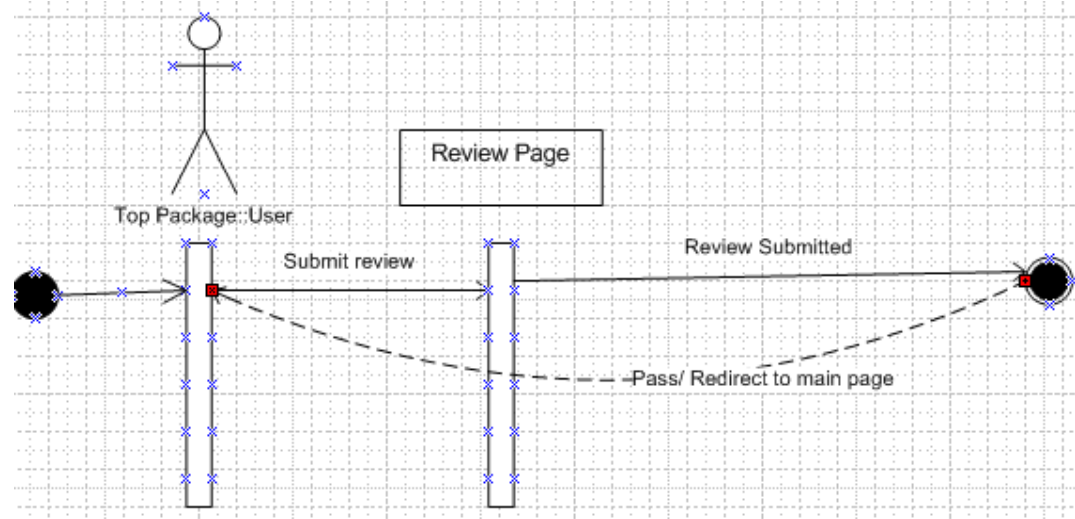 Review Page
Top Package::User
Submit review
Review Submitted
Pass/ Redirect to main page